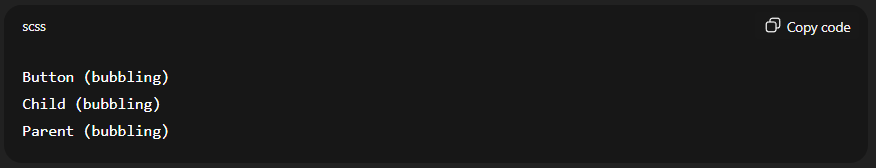 scss
Copy code
Button (bubbling)
Child (bubbling)
Parent (bubbling)